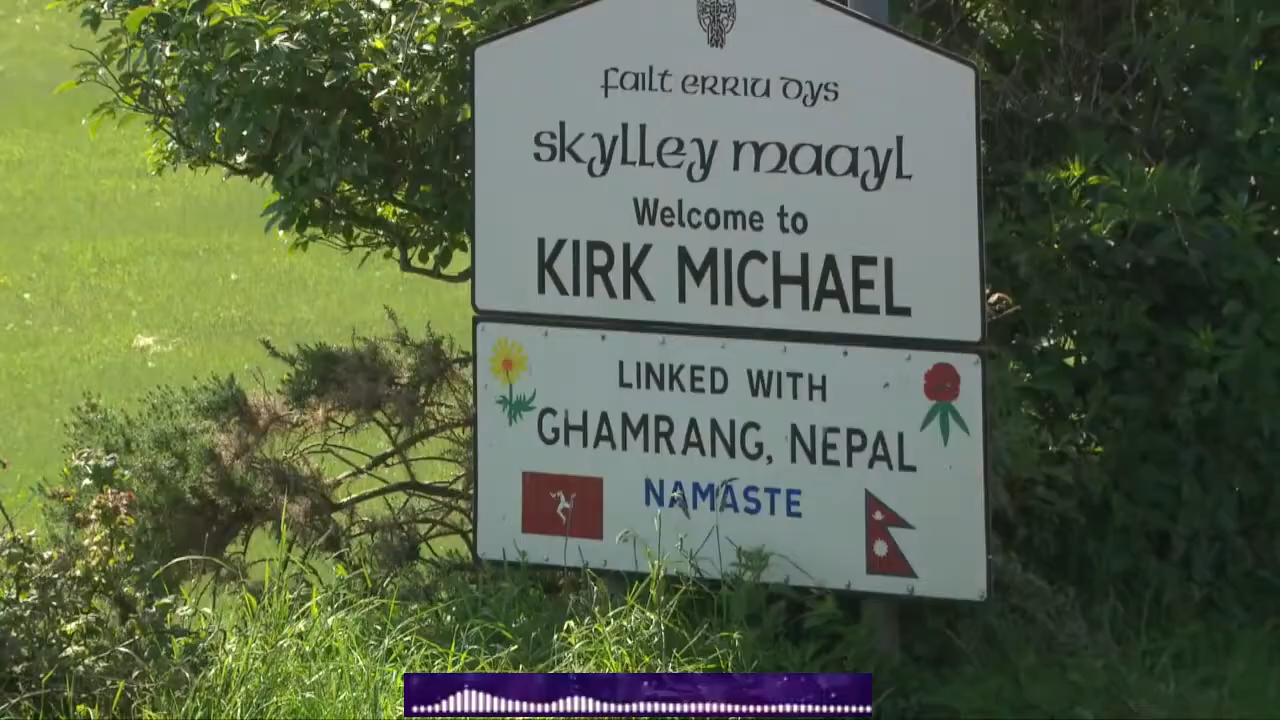 Failt erriu dys
skylley maayl
Welcome to
KIRK MICHAEL
LINKED WITH
GHAMRANG, NEPAL
NAMASTE